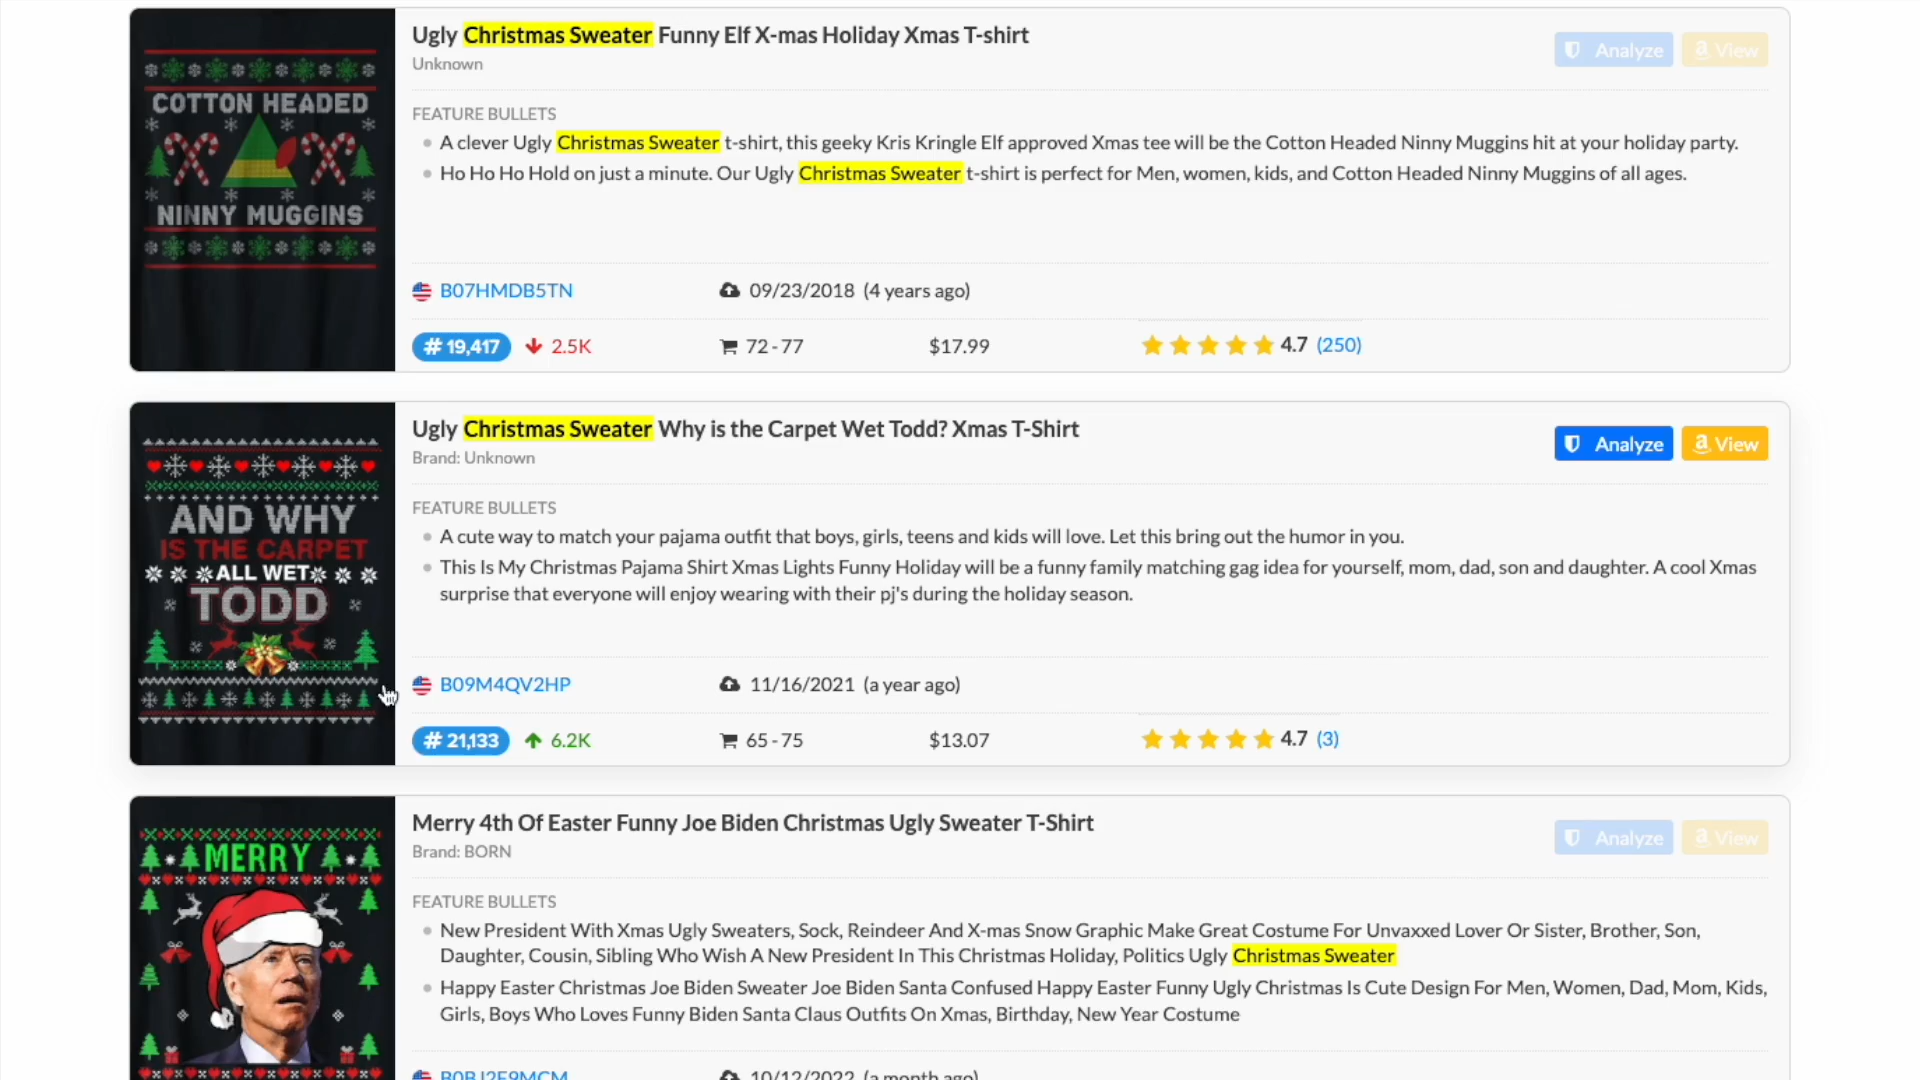 Ugly Christmas Sweater Funny Elf X-mas Holiday Xmas T-shirt
Unknown
Analyze
View
FEATURE BULLETS
A clever Ugly Christmas Sweater t-shirt, this geeky Kris Kringle Elf approved Xmas tee will be the Cotton Headed Ninny Muggins hit at your holiday party.
Ho Ho Ho Hold on just a minute. Our Ugly Christmas Sweater t-shirt is perfect for Men, women, kids, and Cotton Headed Ninny Muggins of all ages.
COTTON HEADED
NINNY MUGGINS
B07HMDB5TN
09/23/2018 (4 years ago)
# 19,417
2.5K
72 - 77
$17.99
4.7 (250)
Ugly Christmas Sweater Why is the Carpet Wet Todd? Xmas T-Shirt
Brand: Unknown
Analyze
View
FEATURE BULLETS
A cute way to match your pajama outfit that boys, girls, teens and kids will love. Let this bring out the humor in you.
This Is My Christmas Pajama Shirt Xmas Lights Funny Holiday will be a funny family matching gag idea for yourself, mom, dad, son and daughter. A cool Xmas
surprise that everyone will enjoy wearing with their pj's during the holiday season.
AND WHY
IS THE CARPET
ALL WET
TODD
B09M4QV2HP
11/16/2021 (a year ago)
# 21,133
6.2K
65 - 75
$13.07
4.7 (3)
Merry 4th Of Easter Funny Joe Biden Christmas Ugly Sweater T-Shirt
Brand: BORN
Analyze
View
MERRY
FEATURE BULLETS
New President With Xmas Ugly Sweaters, Sock, Reindeer And X-mas Snow Graphic Make Great Costume For Unvaxxed Lover Or Sister, Brother, Son,
Daughter, Cousin, Sibling Who Wish A New President In This Christmas Holiday, Politics Ugly Christmas Sweater
Happy Easter Christmas Joe Biden Sweater Joe Biden Santa Confused Happy Easter Funny Ugly Christmas Is Cute Design For Men, Women, Dad, Mom, Kids,
Girls, Boys Who Loves Funny Biden Santa Claus Outfits On Xmas, Birthday, New Year Costume
10/12/2022 (a month ago)